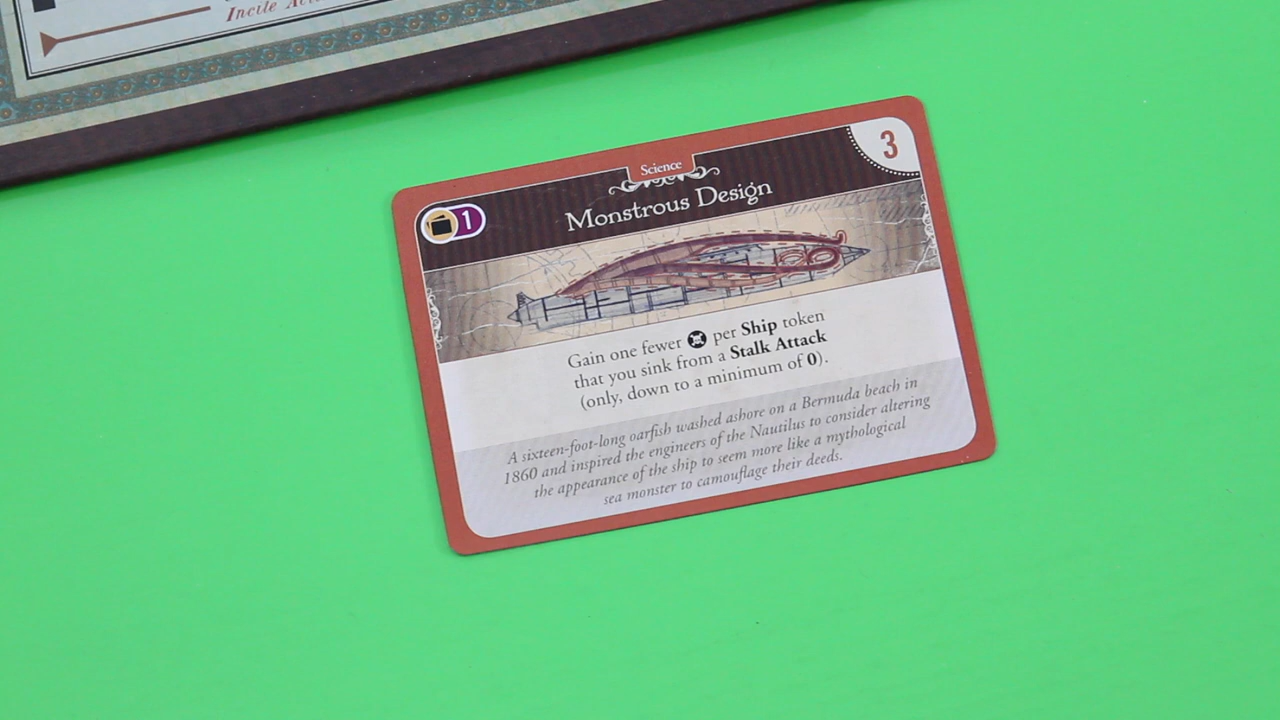 Incite
Science
3
1
Monstrous Design
Gain one fewer per Ship token
that you sink from a Stalk Attack
(only, down to a minimum of 0).
A sixteen-foot-long oarfish washed ashore on a Bermuda beach in
1860 and inspired the engineers of the Nautilus to consider altering
the appearance of the ship to seem more like a mythological
sea monster to camouflage their deeds.